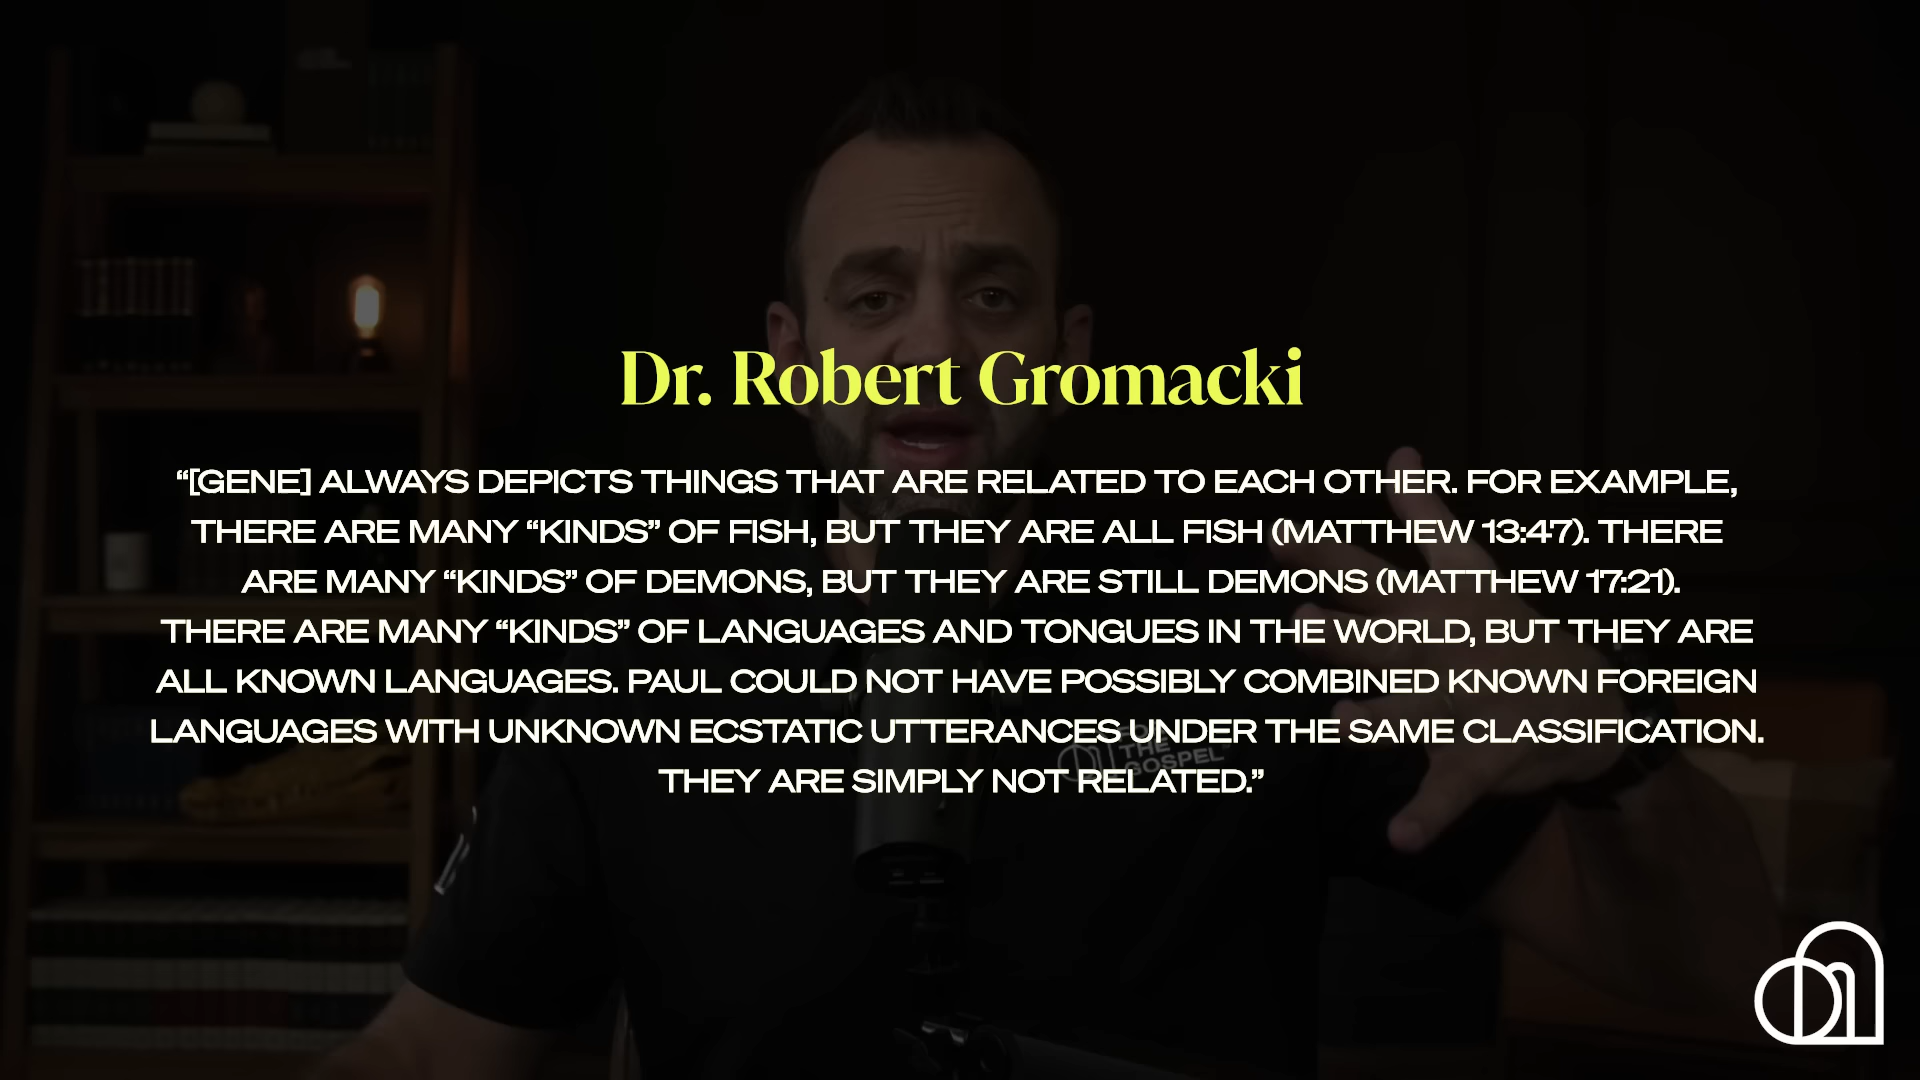 Dr. Robert Gromacki
“[GENE] ALWAYS DEPICTS THINGS THAT ARE RELATED TO EACH OTHER. FOR EXAMPLE,
THERE ARE MANY “KINDS” OF FISH, BUT THEY ARE ALL FISH (MATTHEW 13:47). THERE
ARE MANY “KINDS” OF DEMONS, BUT THEY ARE STILL DEMONS (MATTHEW 17:21).
THERE ARE MANY “KINDS” OF LANGUAGES AND TONGUES IN THE WORLD, BUT THEY ARE
ALL KNOWN LANGUAGES. PAUL COULD NOT HAVE POSSIBLY COMBINED KNOWN FOREIGN
LANGUAGES WITH UNKNOWN ECSTATIC UTTERANCES UNDER THE SAME CLASSIFICATION.
THEY ARE SIMPLY NOT RELATED.”
THE
GOSPEL